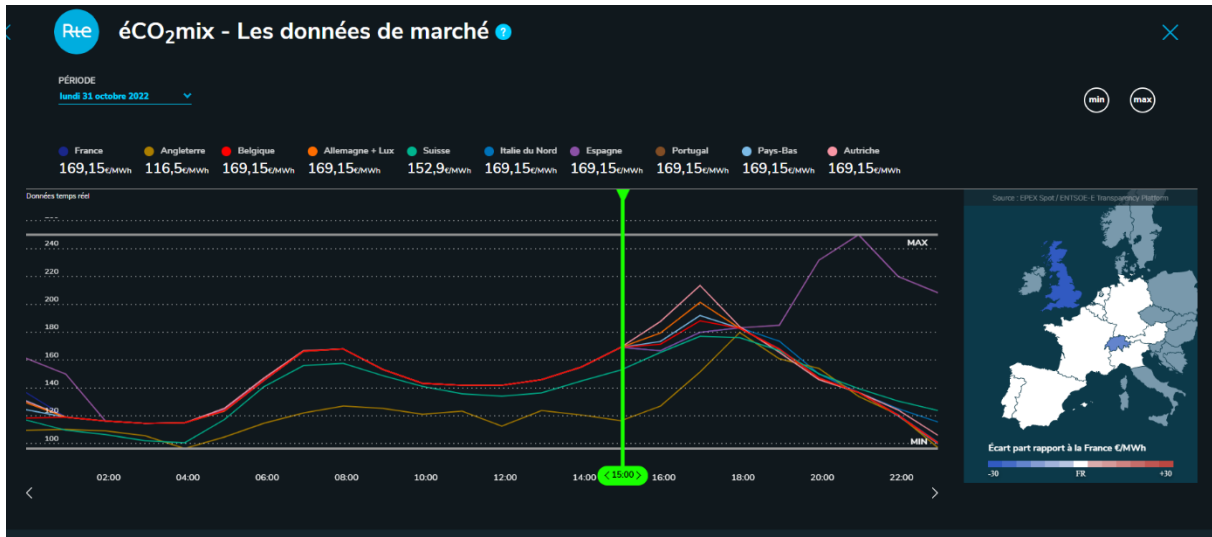 Rte
éCO2mix - Les données de marché ?
PÉRIODE
lundi 31 octobre 2022
min max
France Angleterre Belgique Allemagne + Lux Suisse Italie du Nord Espagne Portugal Pays-Bas Autriche
169,15€/MWh 116,5€/MWh 169,15€/MWh 169,15€/MWh 152,9€/MWh 169,15€/MWh 169,15€/MWh 169,15€/MWh 169,15€/MWh 169,15€/MWh
Données temps réel
Source : EPEX Spot / ENTSOE-E Transparency Platform
MAX
240
220
200
180
160
140
120
100
MIN
02:00 04:00 06:00 08:00 10:00 12:00 14:00 < 15:00 > 16:00 18:00 20:00 22:00
Écart part rapport à la France €/MWh
-30 FR +30